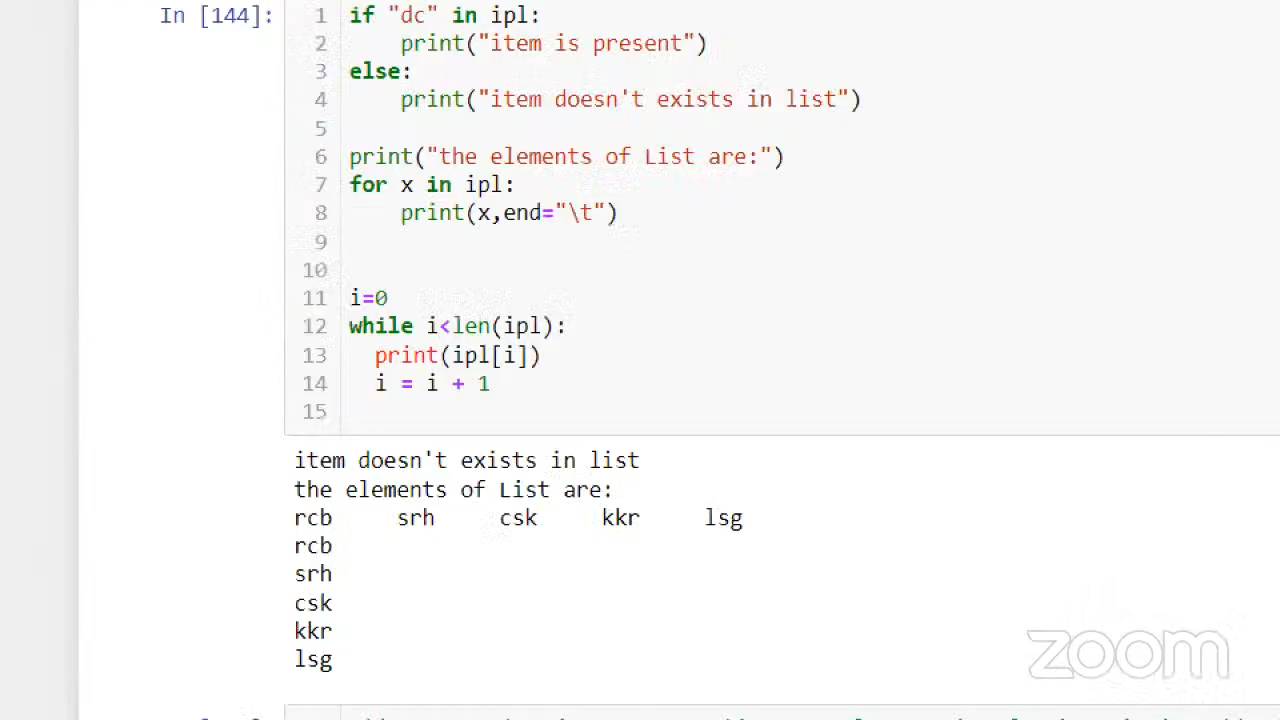 In [144]:
1 if "dc" in ipl:
2     print("item is present")
3 else:
4     print("item doesn't exists in list")
5
6 print("the elements of List are:")
7 for x in ipl:
8     print(x,end="\t")
9
10
11 i=0
12 while i<len(ipl):
13   print(ipl[i])
14   i = i + 1
15
item doesn't exists in list
the elements of List are:
rcb     srh     csk     kkr     lsg
rcb
srh
csk
kkr
lsg
zoom